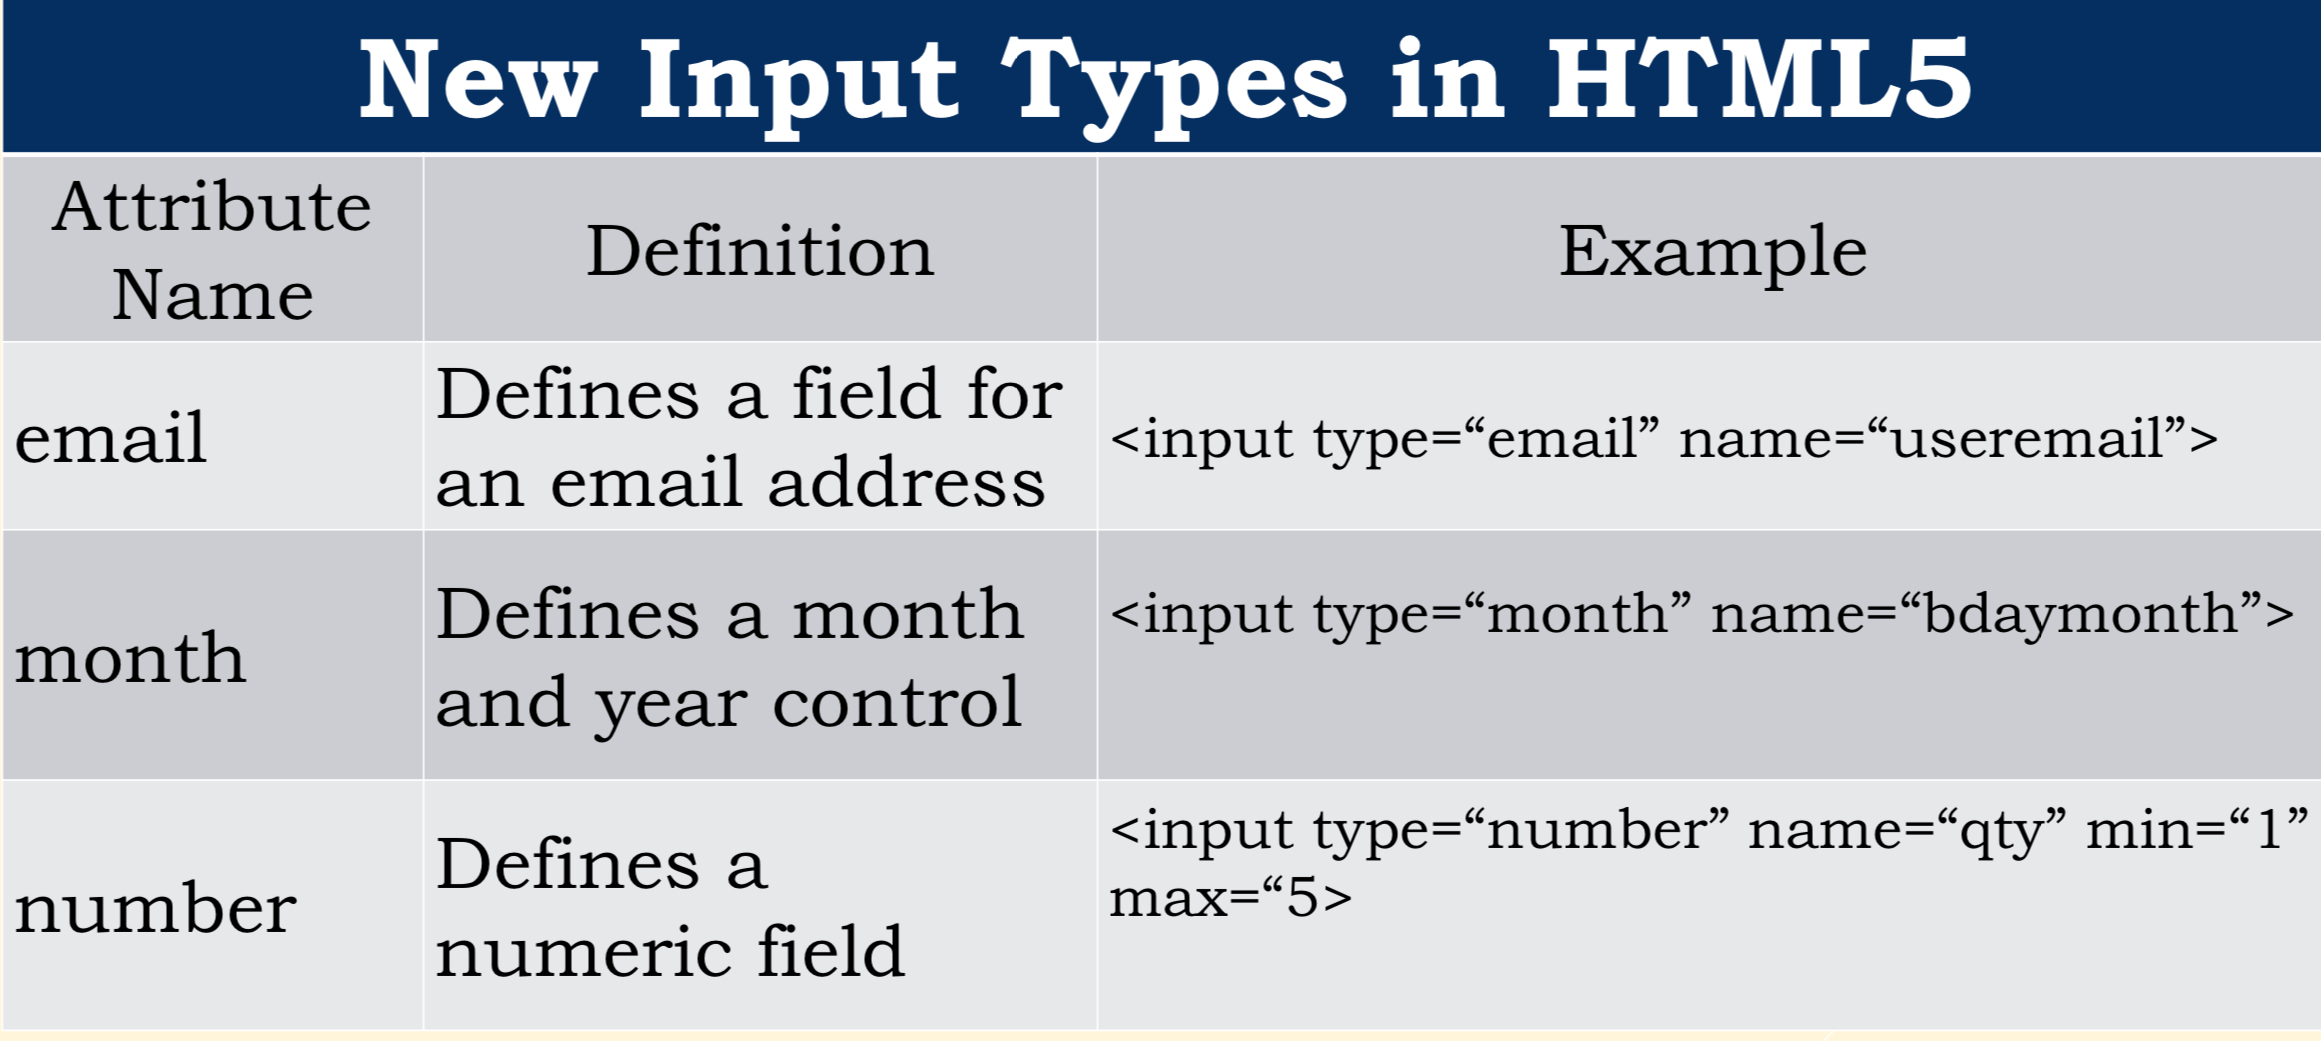 New Input Types in HTML5
Attribute
Name
Definition
Example
email
Defines a field for
an email address
<input type=“email” name=“useremail”>
month
Defines a month
and year control
<input type=“month” name=“bdaymonth”>
number
Defines a
numeric field
<input type=“number” name=“qty” min=“1”
max=“5>